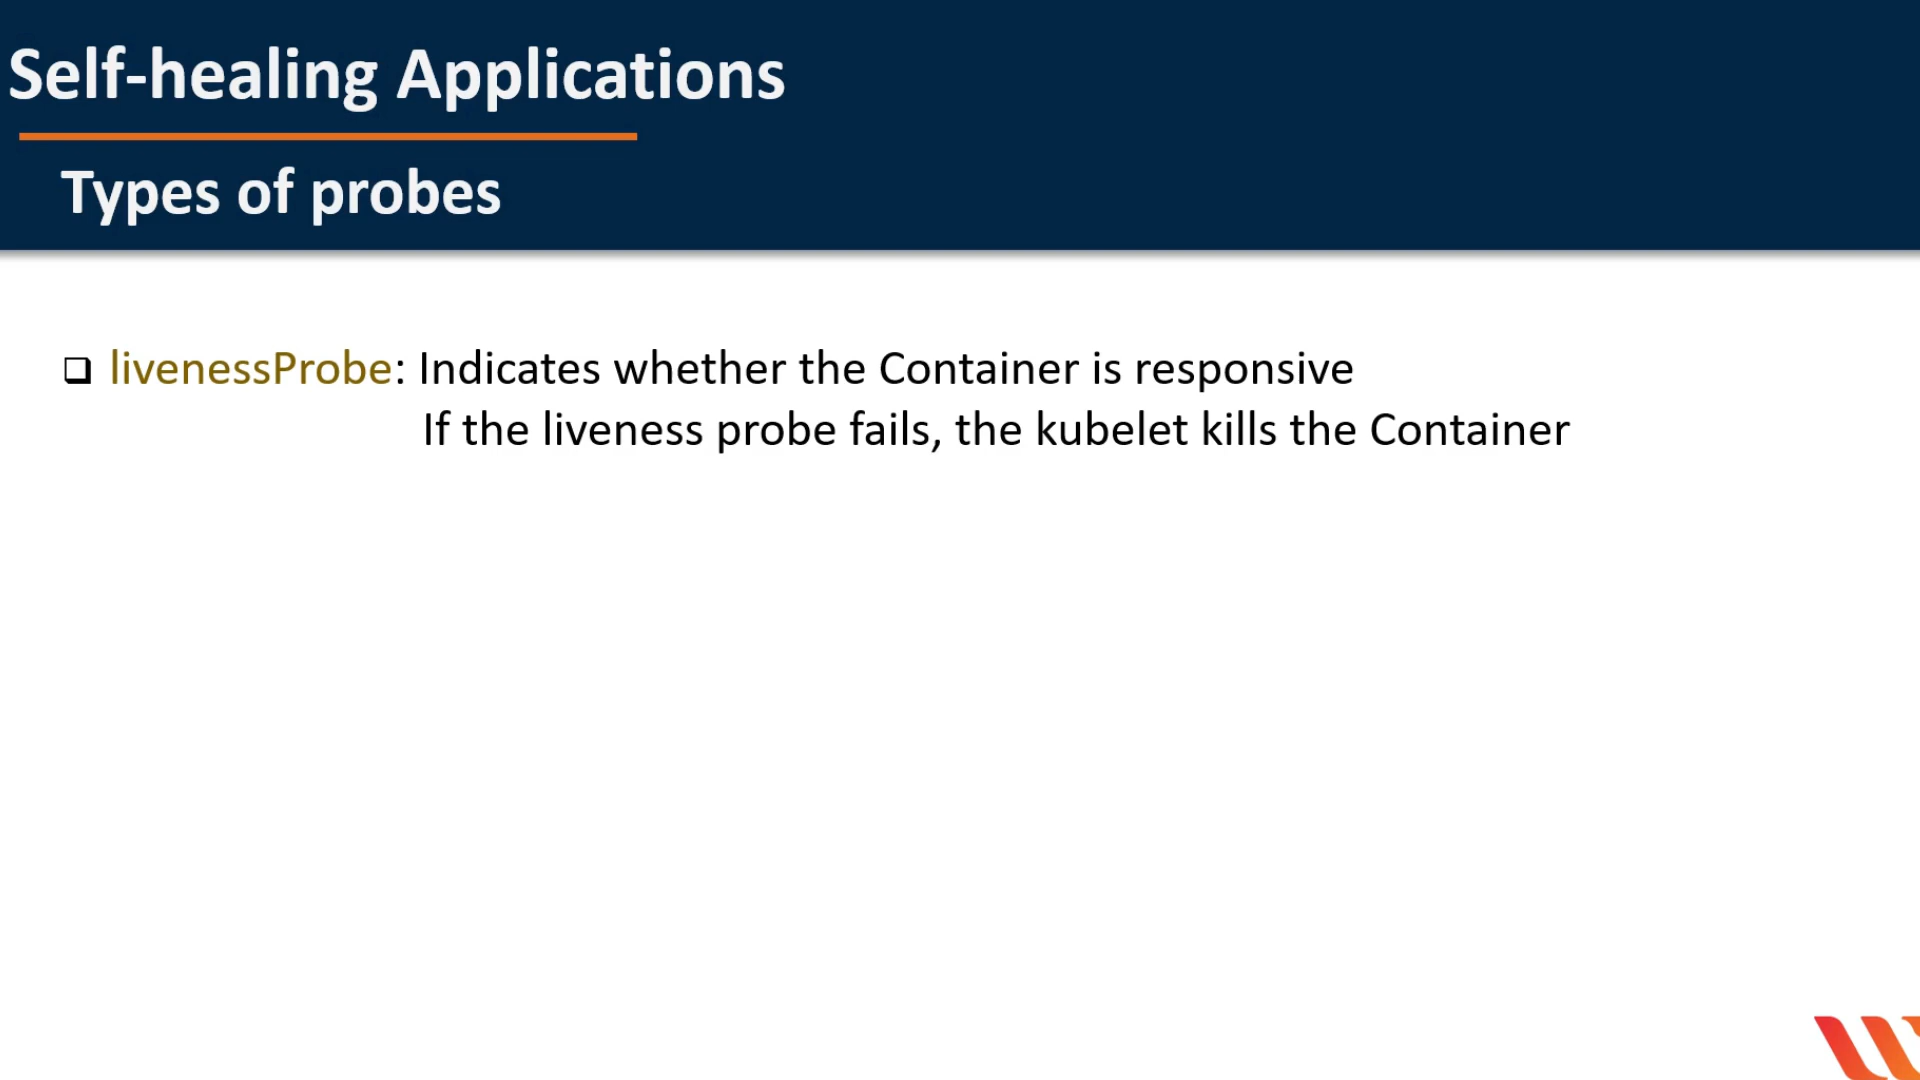 Self-healing Applications
Types of probes
livenessProbe: Indicates whether the Container is responsive
If the liveness probe fails, the kubelet kills the Container